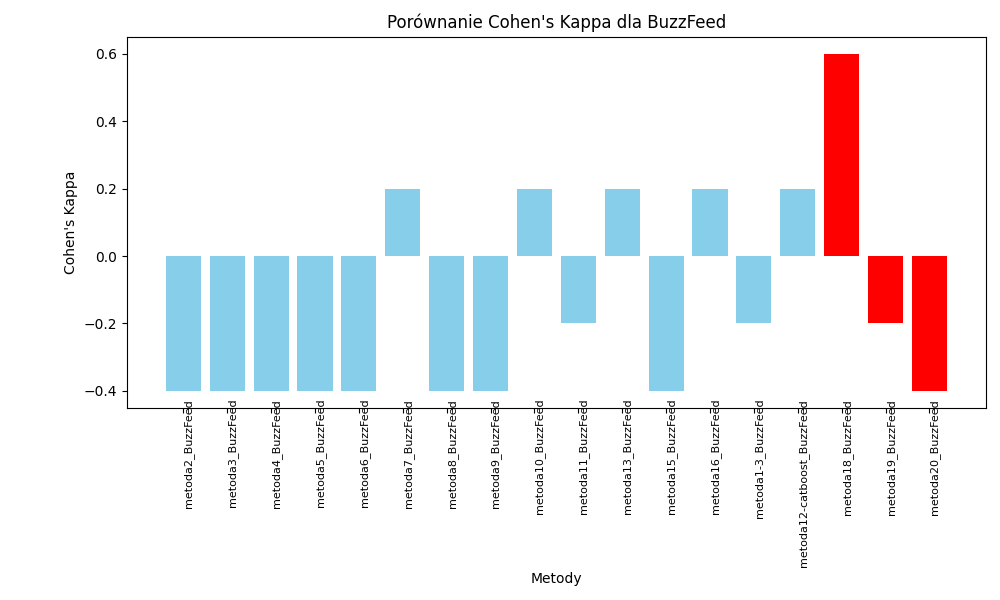 Porównanie Cohen's Kappa dla BuzzFeed
Cohen's Kappa
0.6
0.4
0.2
0.0
−0.2
−0.4
metoda2_BuzzFeed
metoda3_BuzzFeed
metoda4_BuzzFeed
metoda5_BuzzFeed
metoda6_BuzzFeed
metoda7_BuzzFeed
metoda8_BuzzFeed
metoda9_BuzzFeed
metoda10_BuzzFeed
metoda11_BuzzFeed
metoda13_BuzzFeed
metoda15_BuzzFeed
metoda16_BuzzFeed
metoda1-3_BuzzFeed
metoda12-catboost_BuzzFeed
metoda18_BuzzFeed
metoda19_BuzzFeed
metoda20_BuzzFeed
Metody